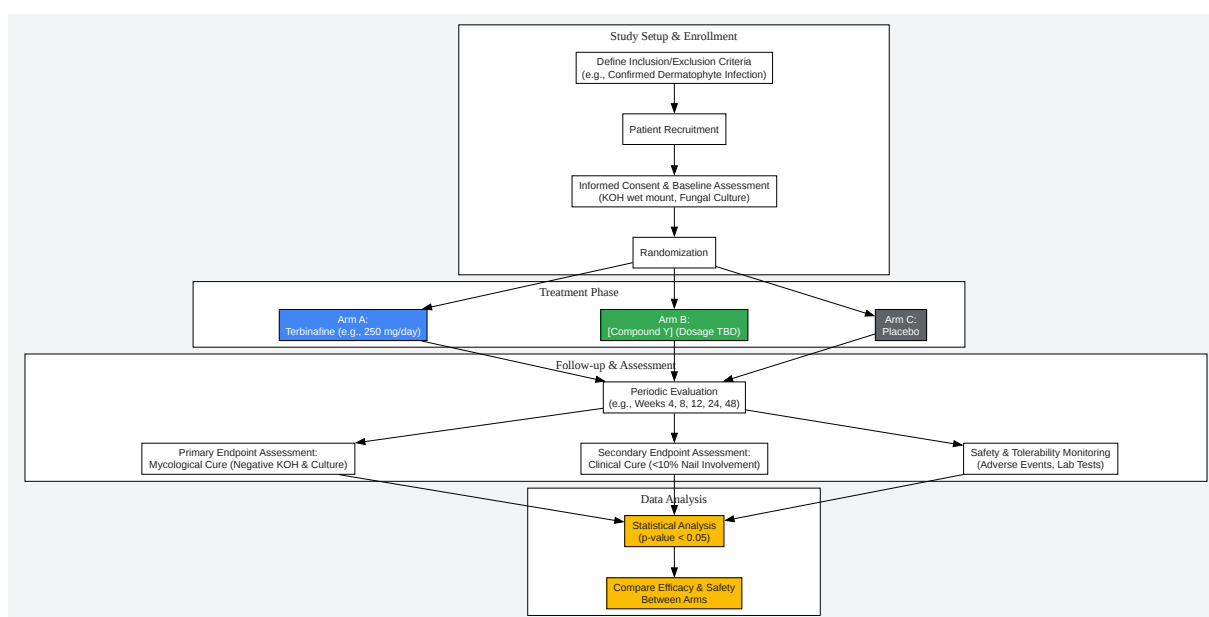 Study Setup & Enrollment
Define Inclusion/Exclusion Criteria
(e.g., Confirmed Dermatophyte Infection)
Patient Recruitment
Informed Consent & Baseline Assessment
(KOH wet mount, Fungal Culture)
Randomization
Treatment Phase
Arm A:
Terbinafine (e.g., 250 mg/day)
Arm B:
[Compound Y] (Dosage TBD)
Arm C:
Placebo
Follow-up & Assessment
Periodic Evaluation
(e.g., Weeks 4, 8, 12, 24, 48)
Primary Endpoint Assessment:
Mycological Cure (Negative KOH & Culture)
Secondary Endpoint Assessment:
Clinical Cure (<10% Nail Involvement)
Safety & Tolerability Monitoring
(Adverse Events, Lab Tests)
Data Analysis
Statistical Analysis
(p-value < 0.05)
Compare Efficacy & Safety
Between Arms